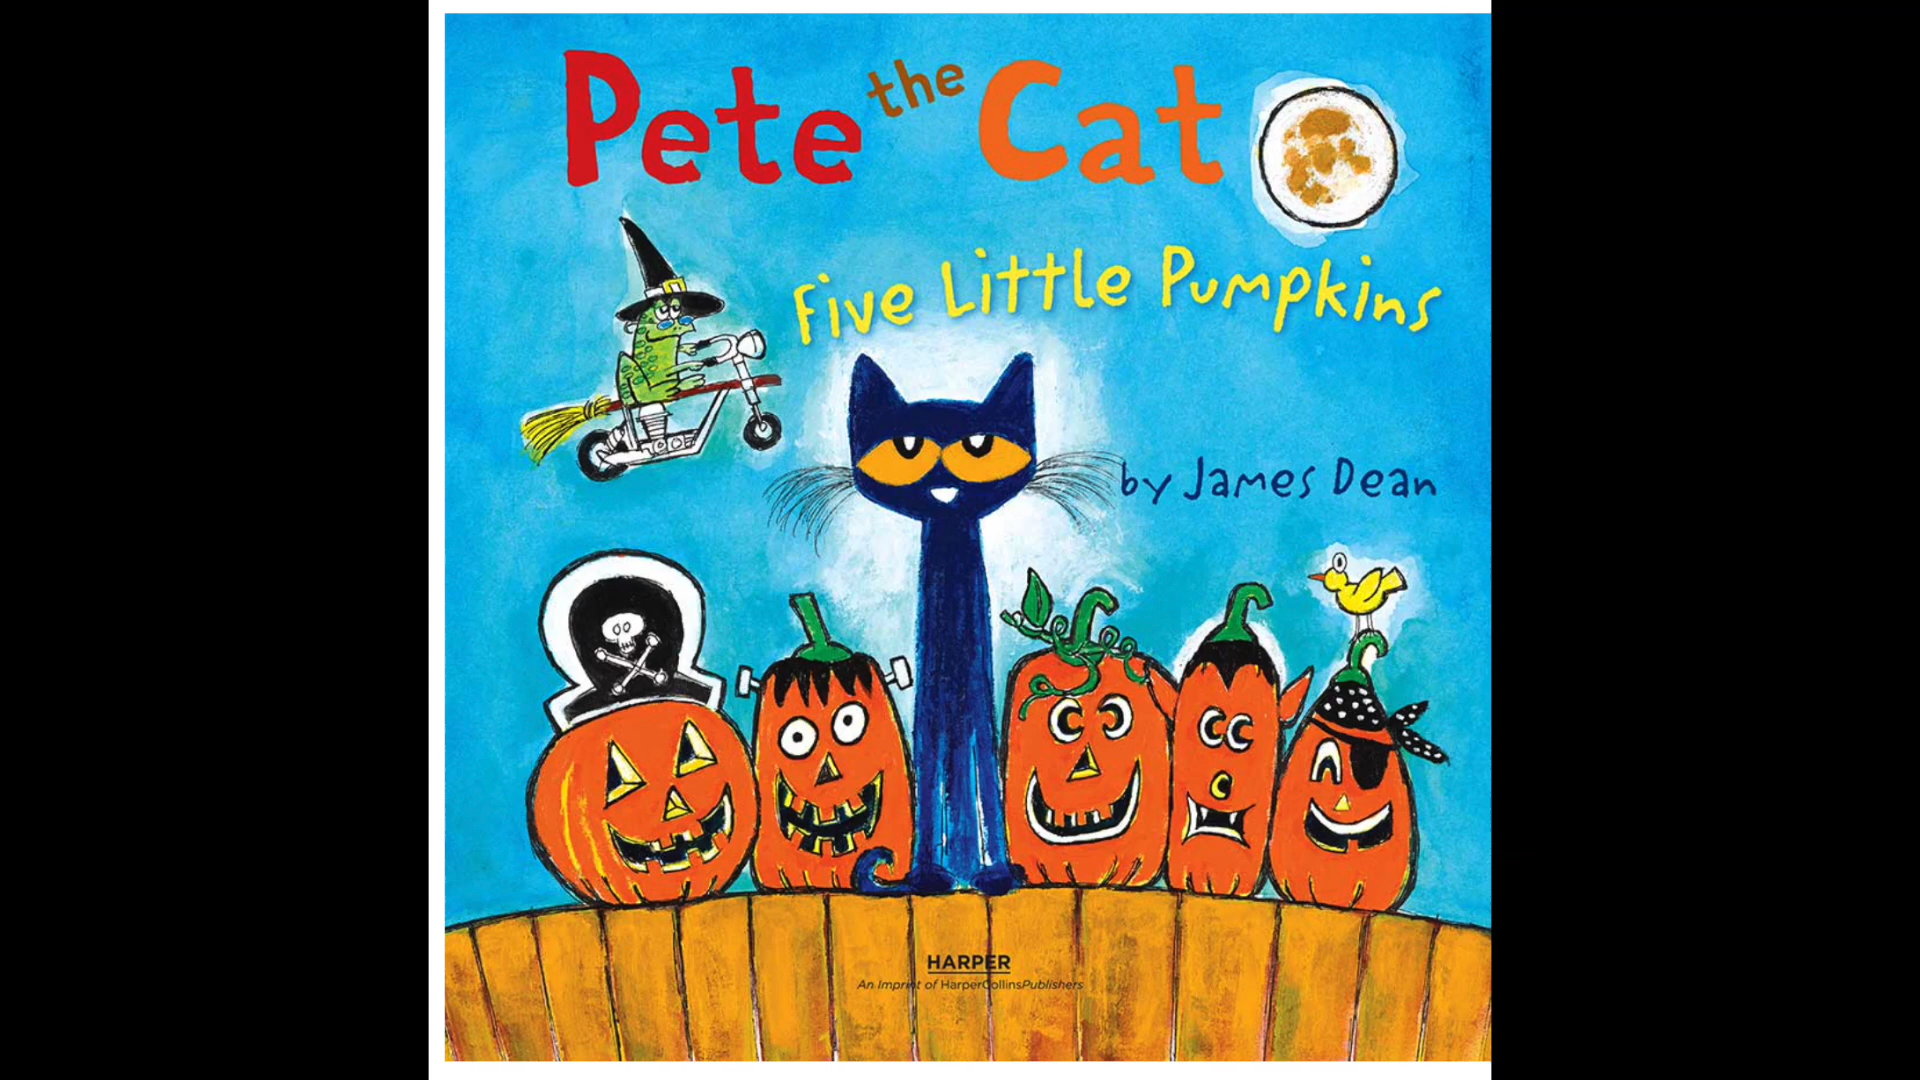 Pete the Cat
Five Little Pumpkins
by James Dean
HARPER
An Imprint of HarperCollinsPublishers